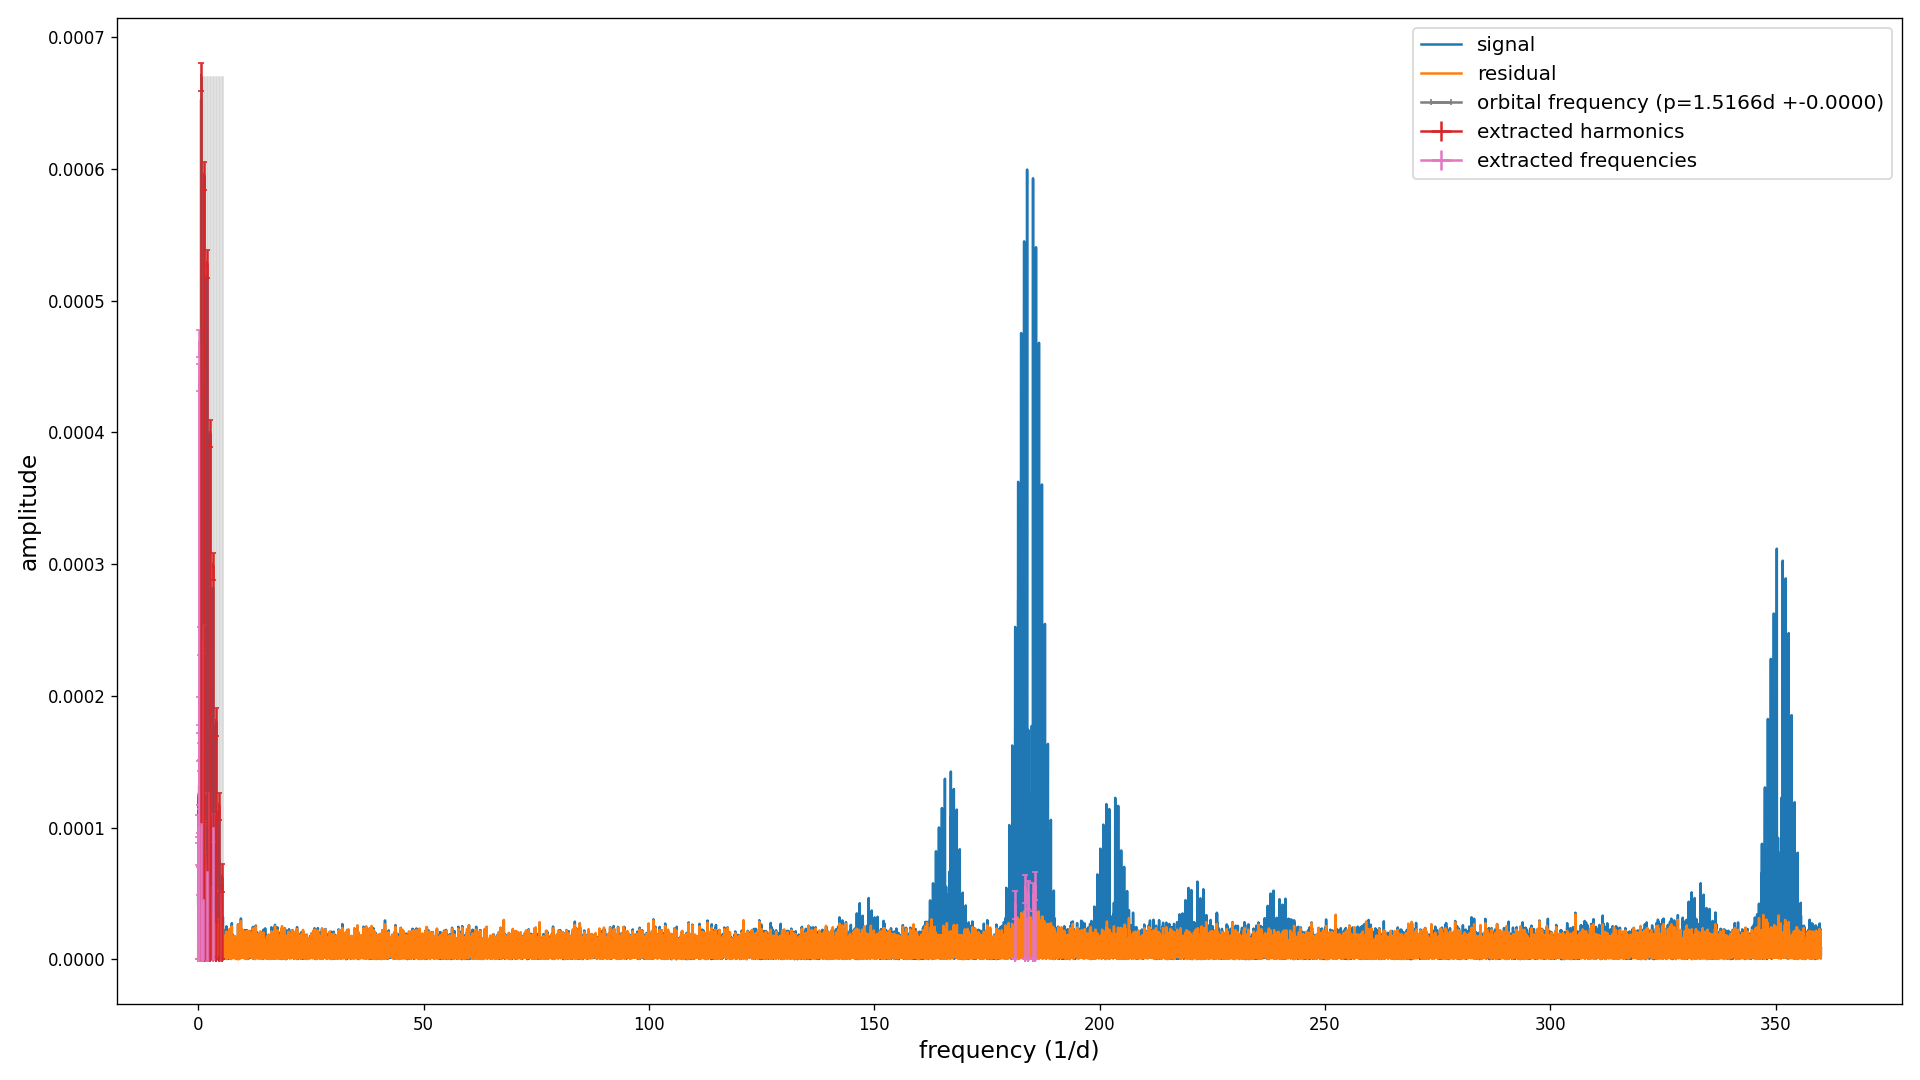 0.0007
0.0006
0.0005
0.0004
0.0003
0.0002
0.0001
0.0000
amplitude
signal
residual
orbital frequency (p=1.5166d +-0.0000)
extracted harmonics
extracted frequencies
0 50 100 150 200 250 300 350
frequency (1/d)